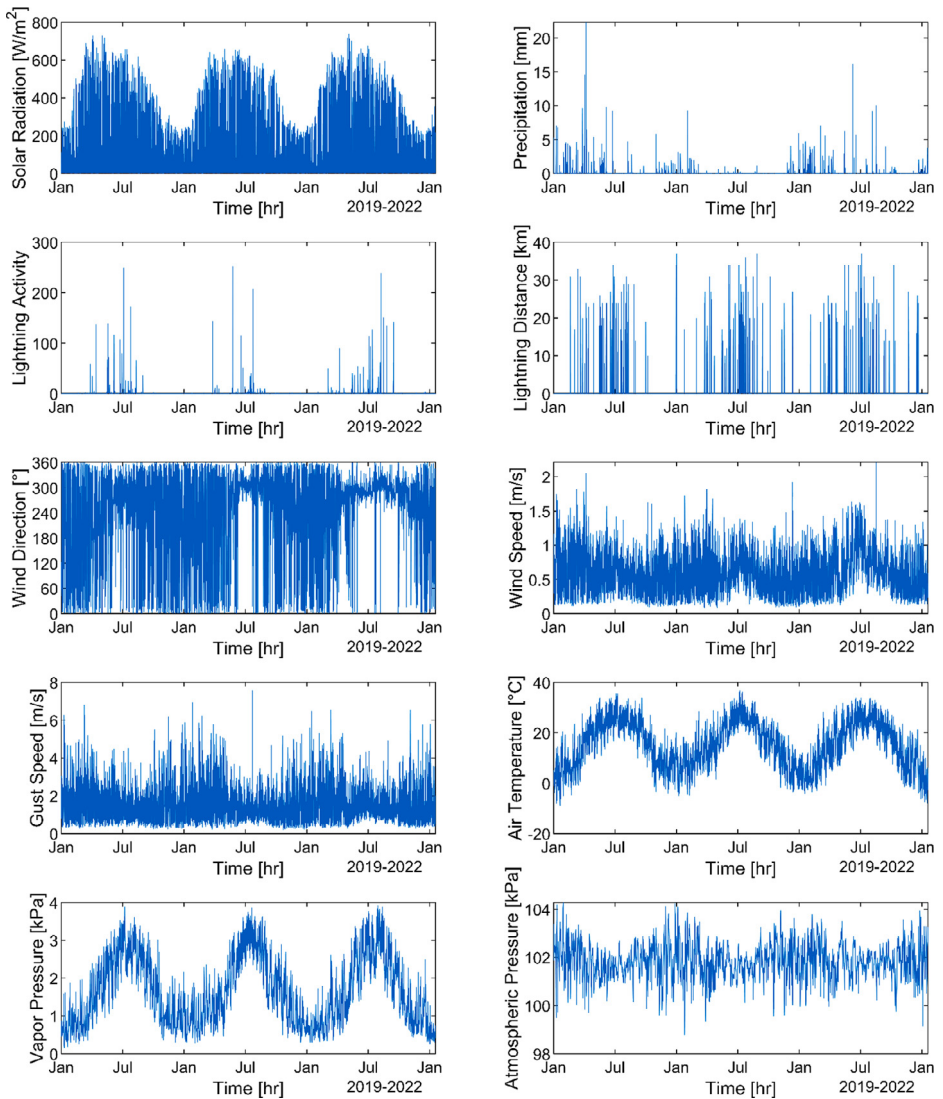 Solar Radiation [W/m²]
800
600
400
200
0
Jan Jul Jan Jul Jan Jul Jan
Time [hr] 2019-2022
Precipitation [mm]
20
15
10
5
0
Jan Jul Jan Jul Jan Jul Jan
Time [hr] 2019-2022
Lightning Activity
300
200
100
0
Jan Jul Jan Jul Jan Jul Jan
Time [hr] 2019-2022
Lightning Distance [km]
40
30
20
10
0
Jan Jul Jan Jul Jan Jul Jan
Time [hr] 2019-2022
Wind Direction [°]
360
300
240
180
120
60
0
Jan Jul Jan Jul Jan Jul Jan
Time [hr] 2019-2022
Wind Speed [m/s]
2
1.5
1
0.5
0
Jan Jul Jan Jul Jan Jul Jan
Time [hr] 2019-2022
Gust Speed [m/s]
8
6
4
2
0
Jan Jul Jan Jul Jan Jul Jan
Time [hr] 2019-2022
Air Temperature [°C]
40
20
0
-20
Jan Jul Jan Jul Jan Jul Jan
Time [hr] 2019-2022
Vapor Pressure [kPa]
4
3
2
1
0
Jan Jul Jan Jul Jan Jul Jan
Time [hr] 2019-2022
Atmospheric Pressure [kPa]
104
102
100
98
Jan Jul Jan Jul Jan Jul Jan
Time [hr] 2019-2022